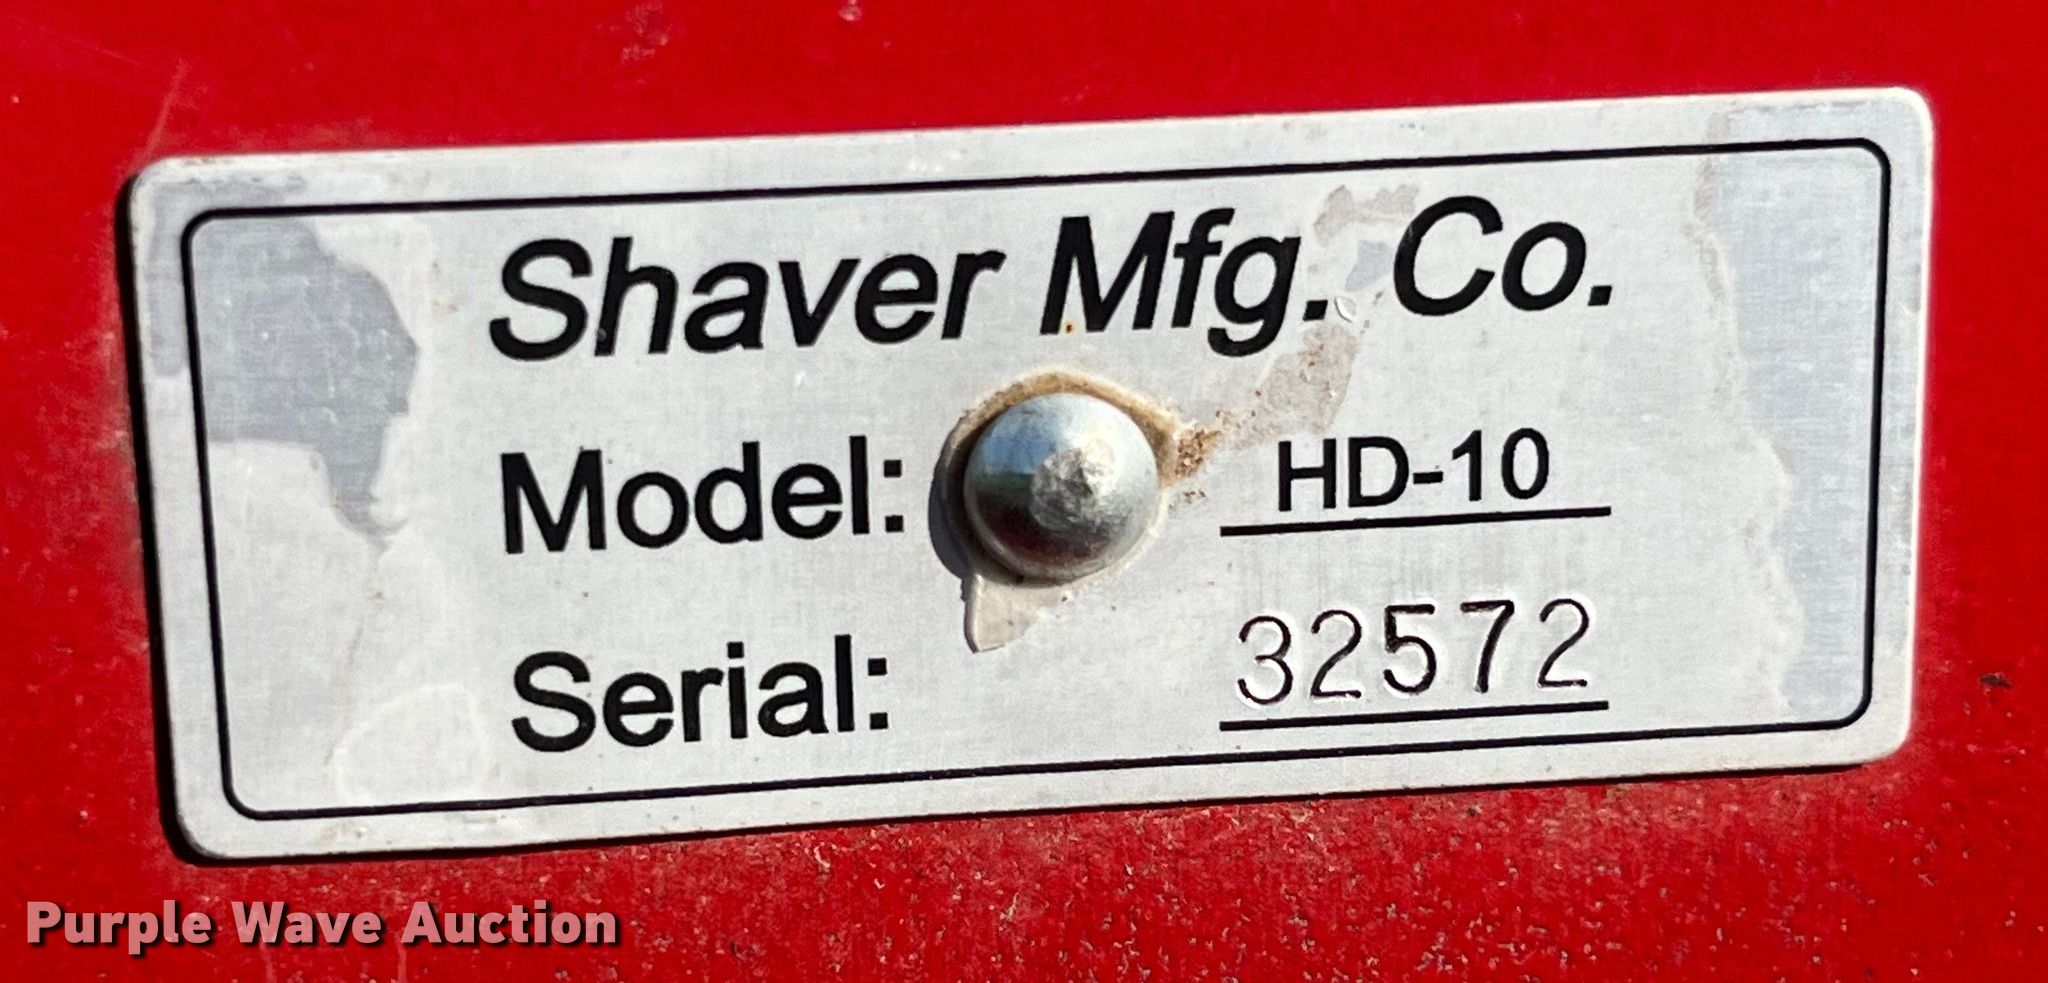 Shaver Mfg. Co.
Model: HD-10
Serial: 32572
Purple Wave Auction